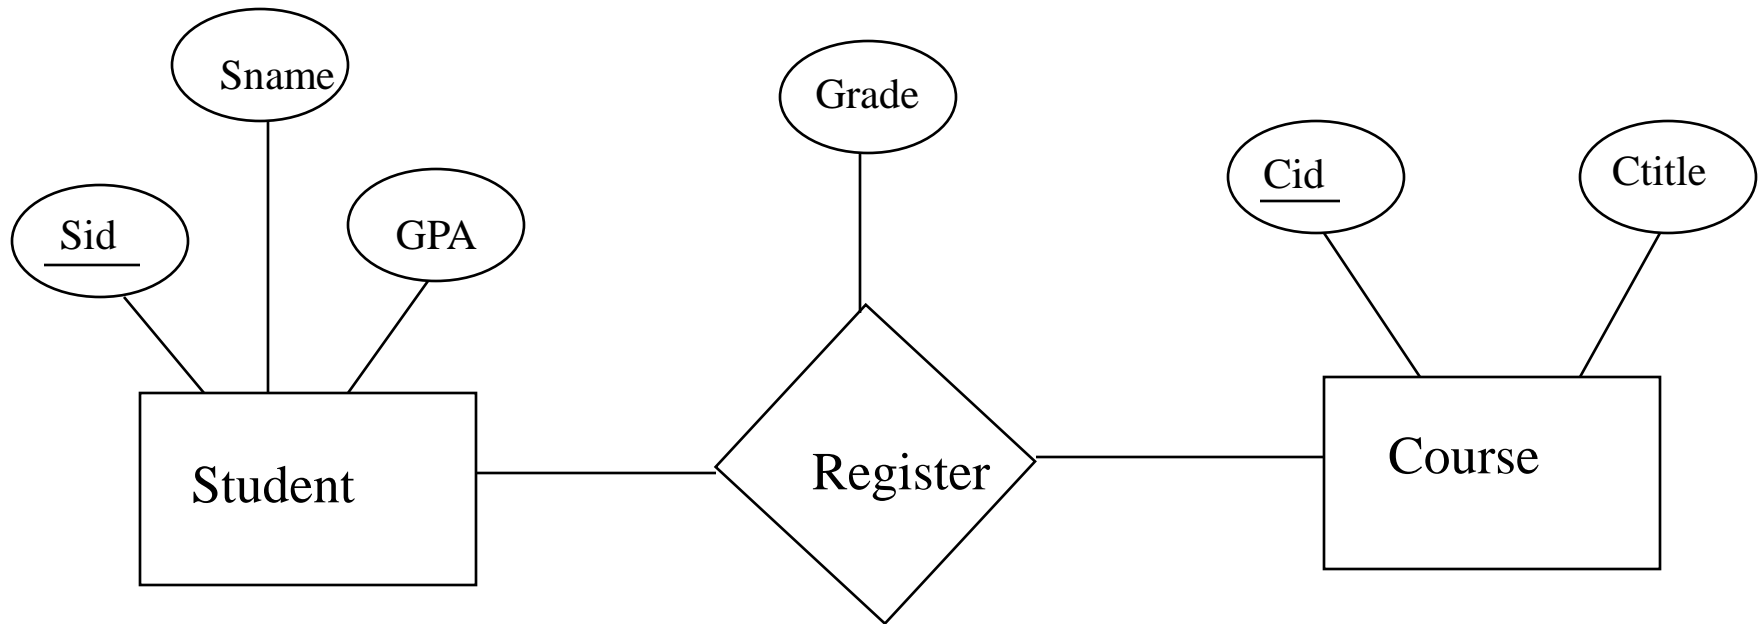 Sname
Grade
Cid
Ctitle
Sid
GPA
Student
Register
Course